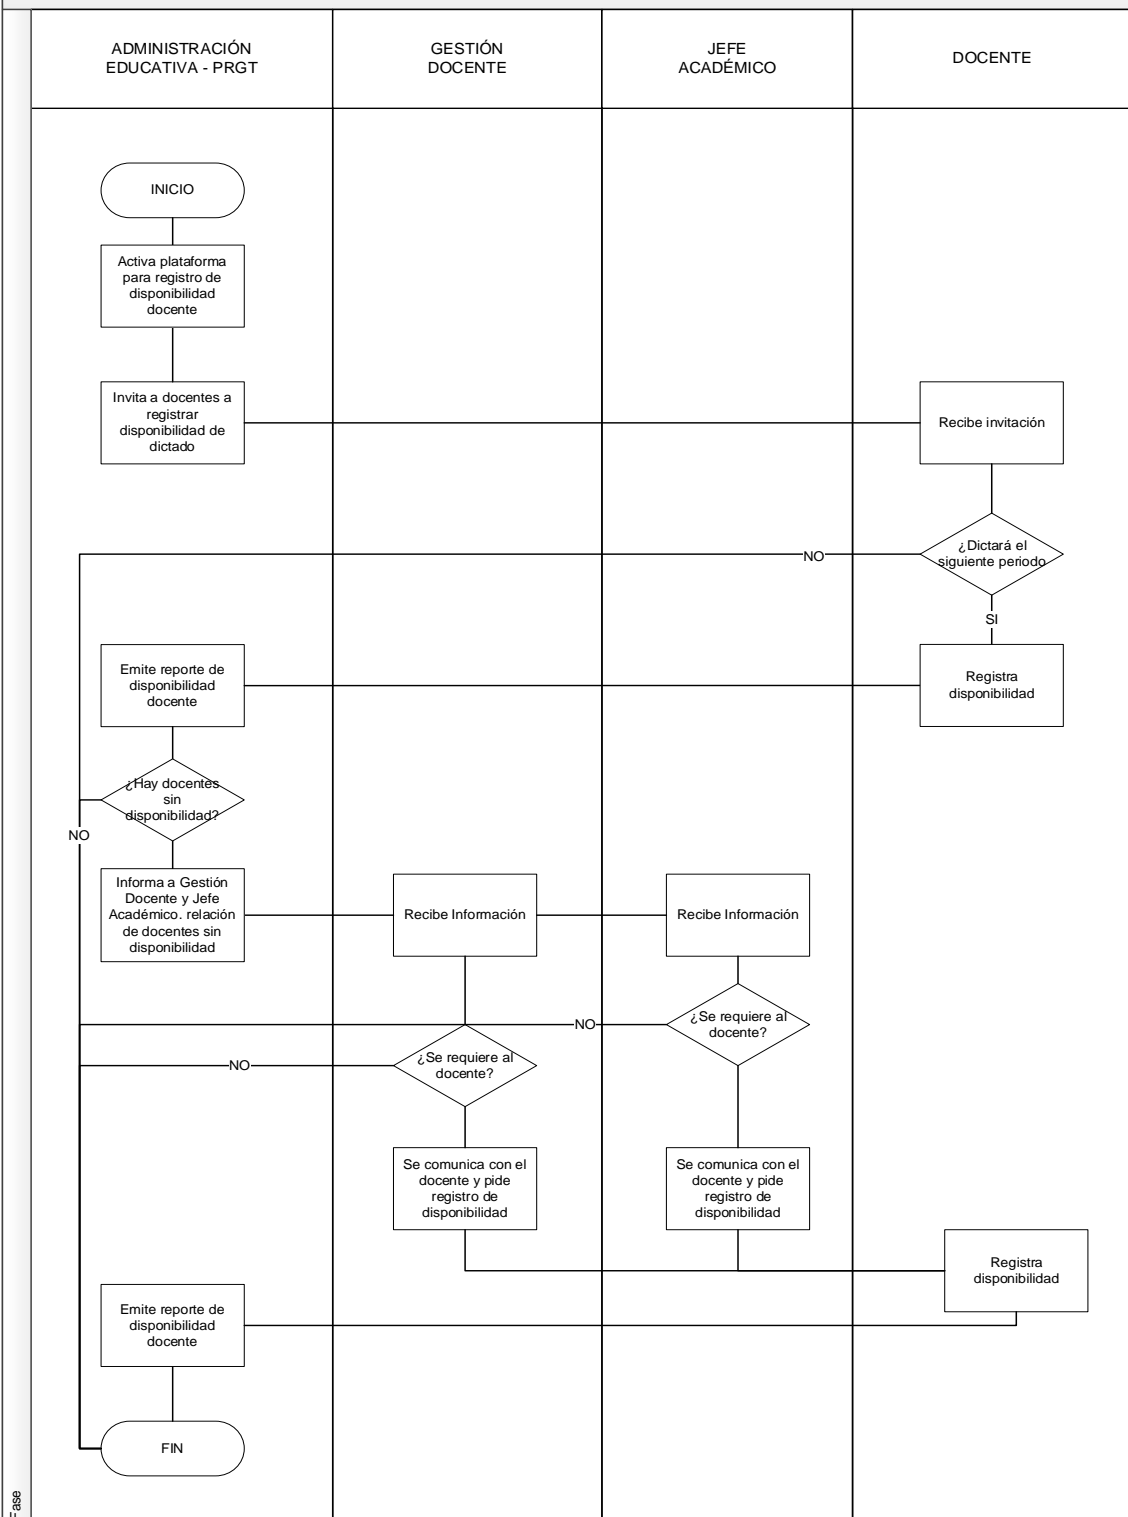 ADMINISTRACIÓN
EDUCATIVA - PRGT
GESTIÓN
DOCENTE
JEFE
ACADÉMICO
DOCENTE
INICIO
Activa plataforma
para registro de
disponibilidad
docente
Invita a docentes a
registrar
disponibilidad de
dictado
Recibe invitación
¿Dictará el
siguiente periodo
NO
SI
Emite reporte de
disponibilidad
docente
Registra
disponibilidad
¿Hay docentes
sin
disponibilidad?
NO
Informa a Gestión
Docente y Jefe
Académico. relación
de docentes sin
disponibilidad
Recibe Información
Recibe Información
¿Se requiere al
docente?
NO
¿Se requiere al
docente?
NO
Se comunica con el
docente y pide
registro de
disponibilidad
Se comunica con el
docente y pide
registro de
disponibilidad
Registra
disponibilidad
Emite reporte de
disponibilidad
docente
FIN
Fase